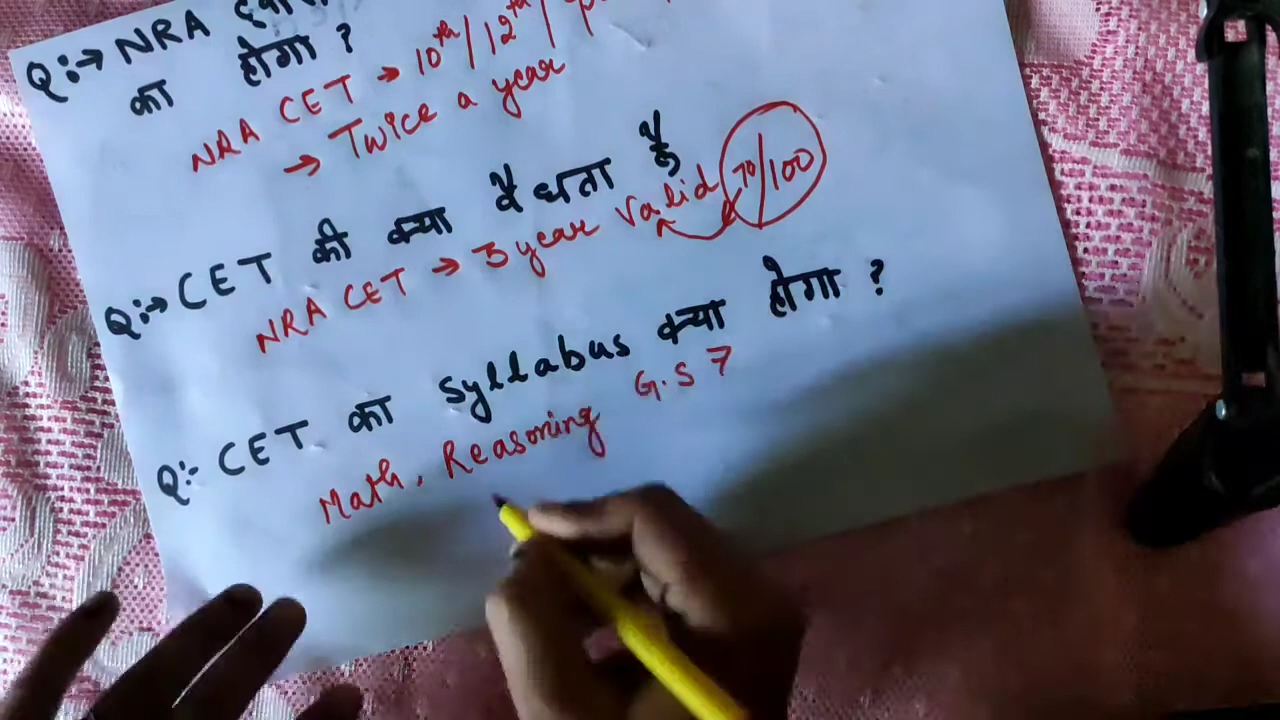 Q:→ NRA
का होगा ?
NRA CET → 10th / 12th /
→ Twice a year
Q:→ CET की क्या वैधता है
NRA CET → 3 year valid 70/100
Q:- CET का Syllabus क्या होगा ?
Math, Reasoning G.S 7